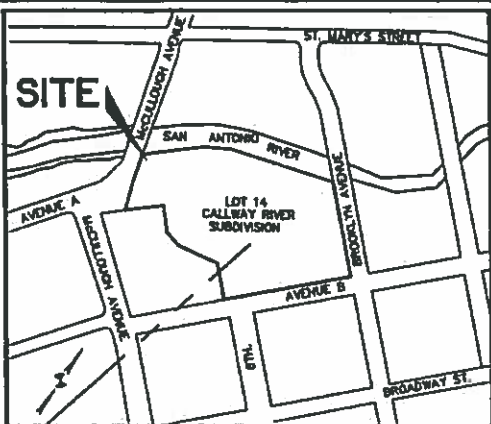 ST. MARY'S STREET
McCULLOUGH AVENUE
SITE
SAN ANTONIO RIVER
BROOKLYN AVENUE
AVENUE A
LOT 14
CALLWAY RIVER
SUBDIVISION
McCULLOUGH AVENUE
AVENUE B
8TH.
BROADWAY ST.
N